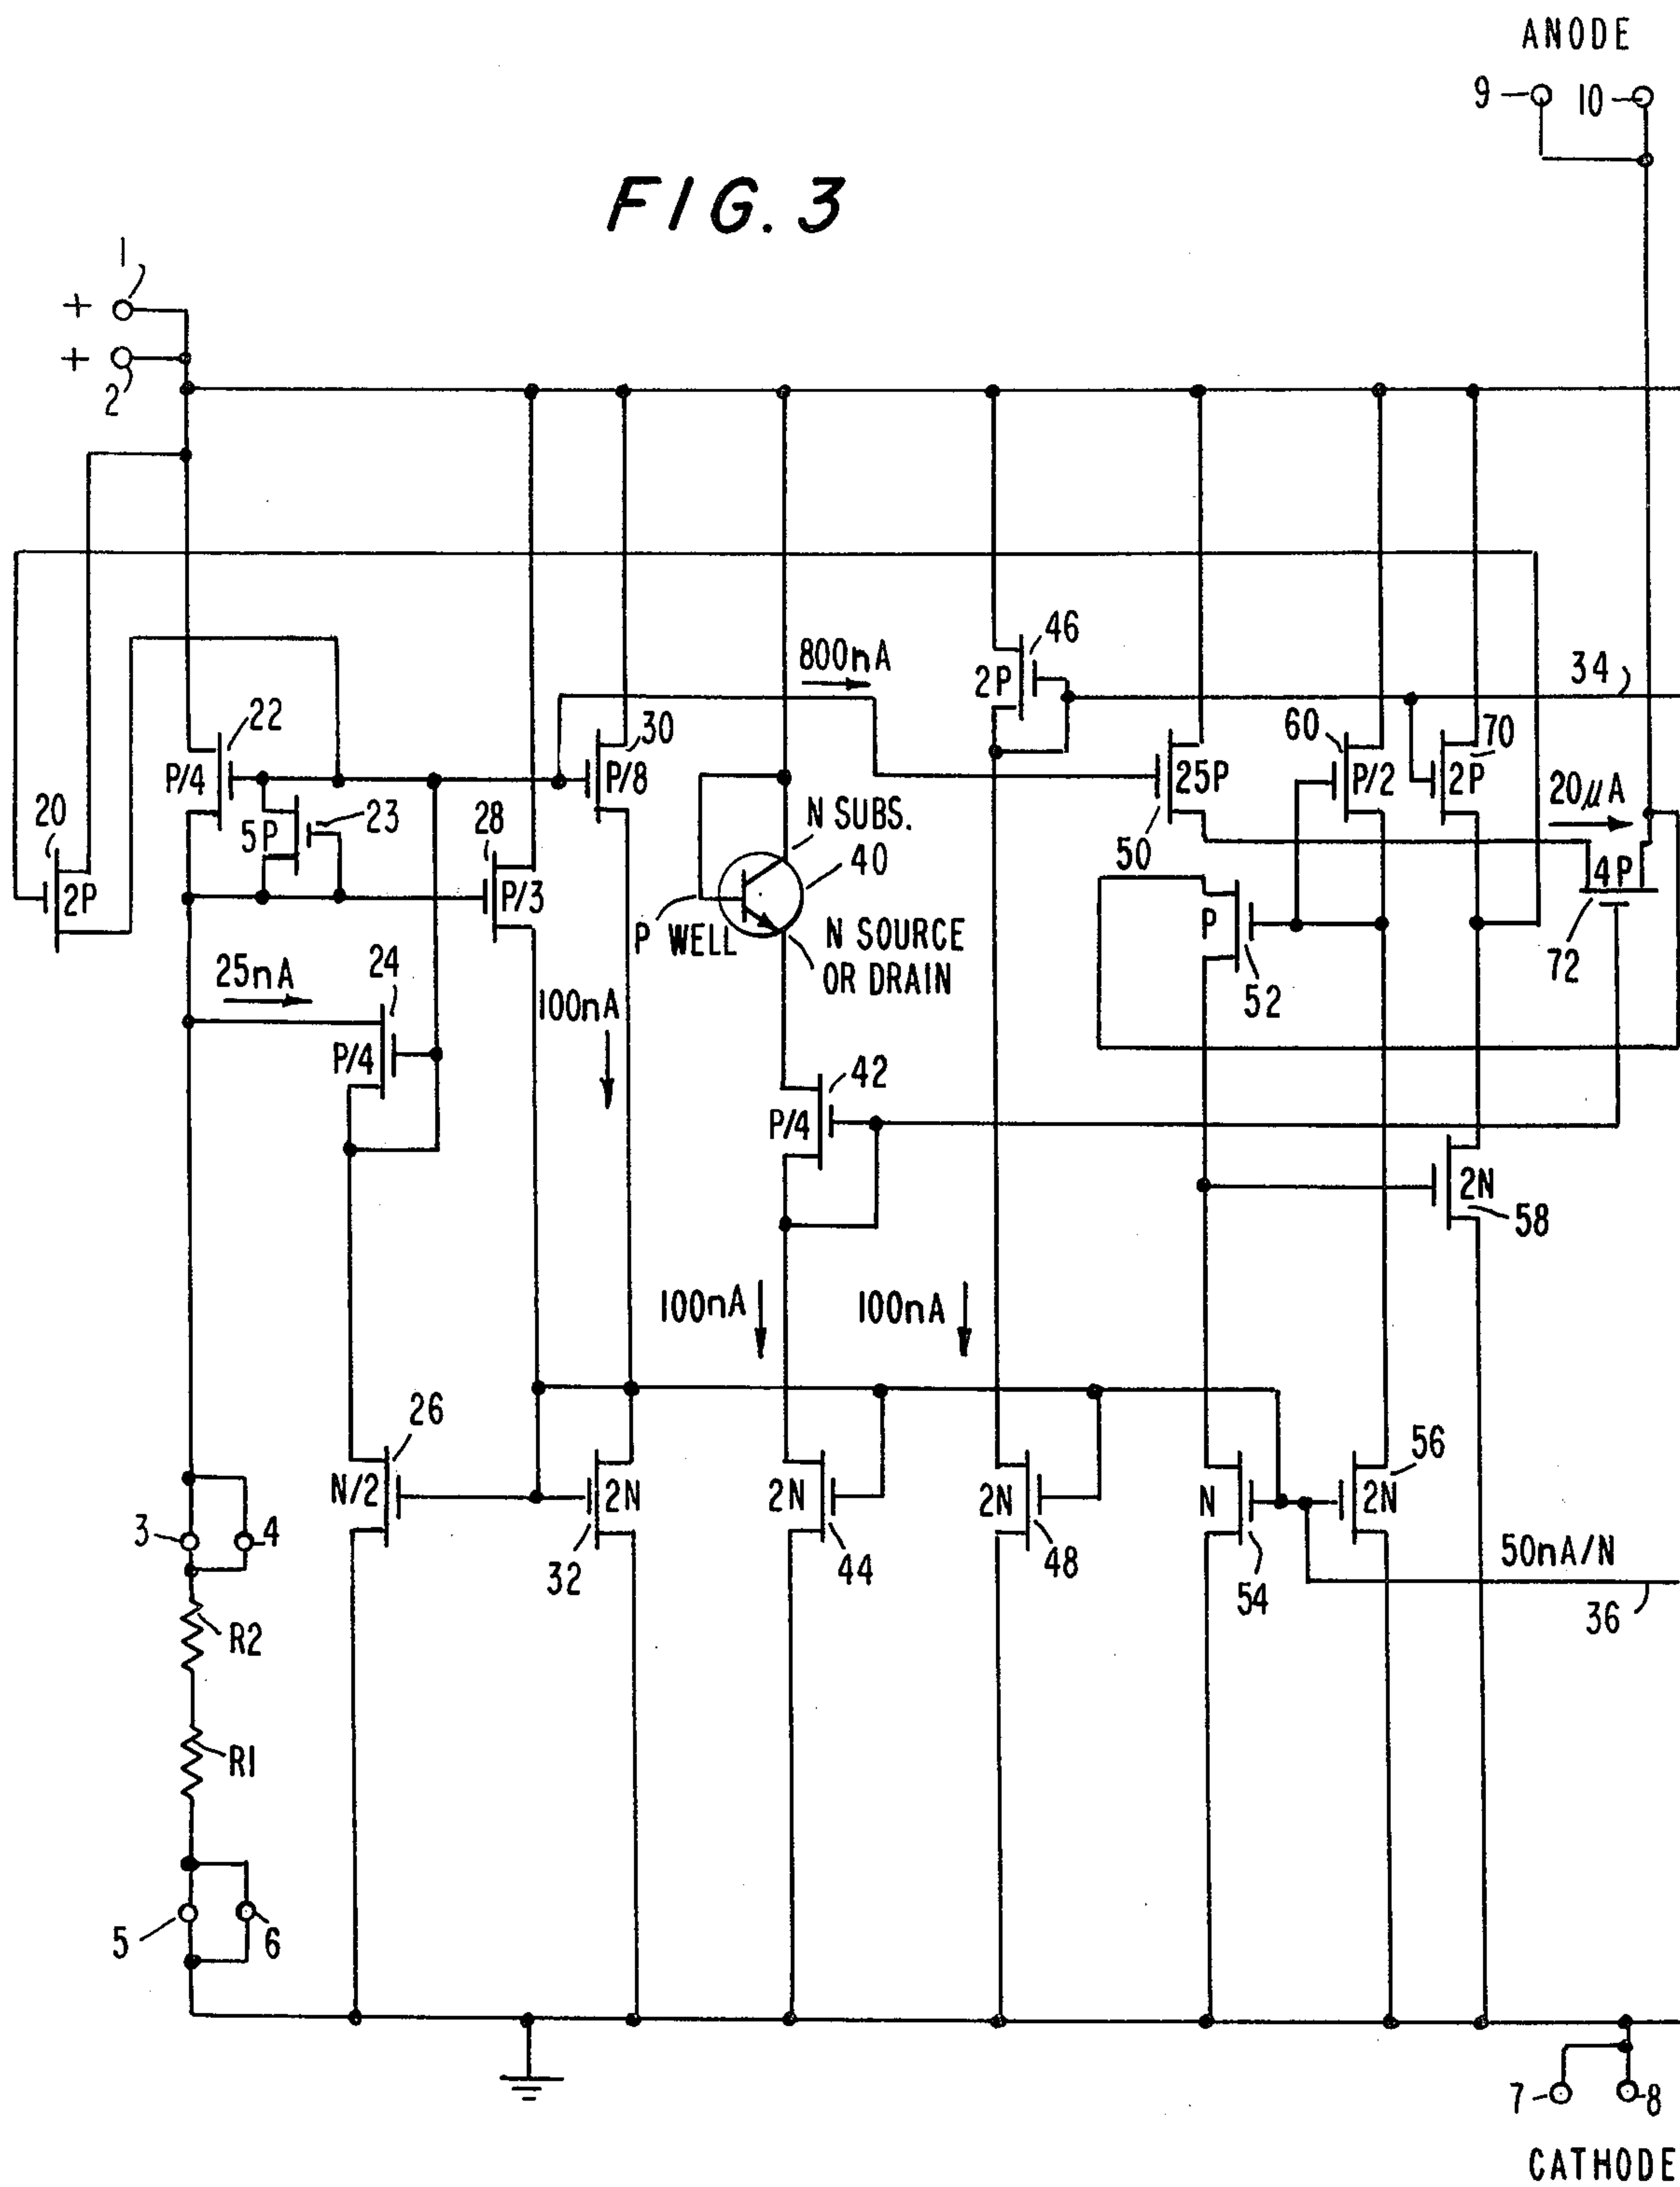 ANODE
9 10
FIG. 3
1
+
+
2
46
800nA
2P
34
22
30
60
70
P/4
P/8
25P
P/2
2P
20μA
20
5P
23
28
N SUBS.
50
4P
40
2P
P/3
P
P WELL
N SOURCE
OR DRAIN
72
25nA
24
52
100nA
P/4
42
P/4
2N
58
100nA
100nA
26
56
N/2
2N
2N
2N
N
2N
3
4
32
44
48
54
50nA/N
36
R2
R1
5
6
7
8
CATHODE